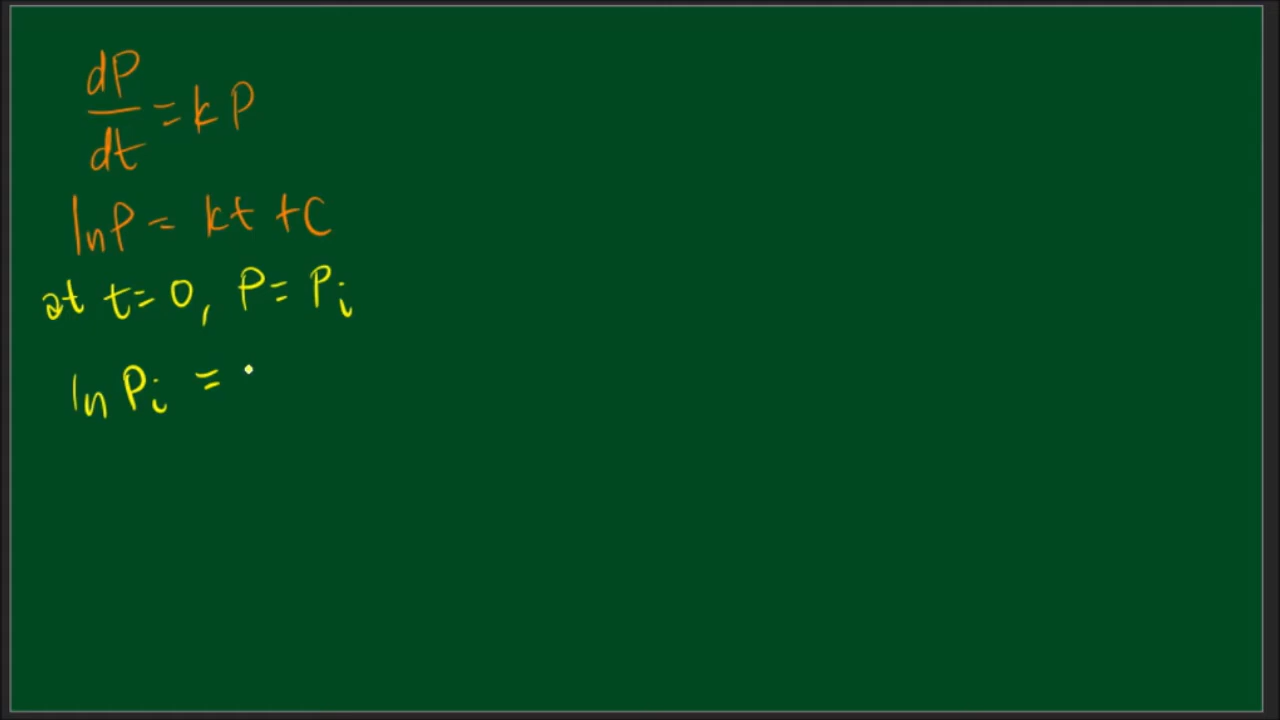 dP/dt = kP
ln P = kt + C
at t = 0, P = Pᵢ
ln Pᵢ =